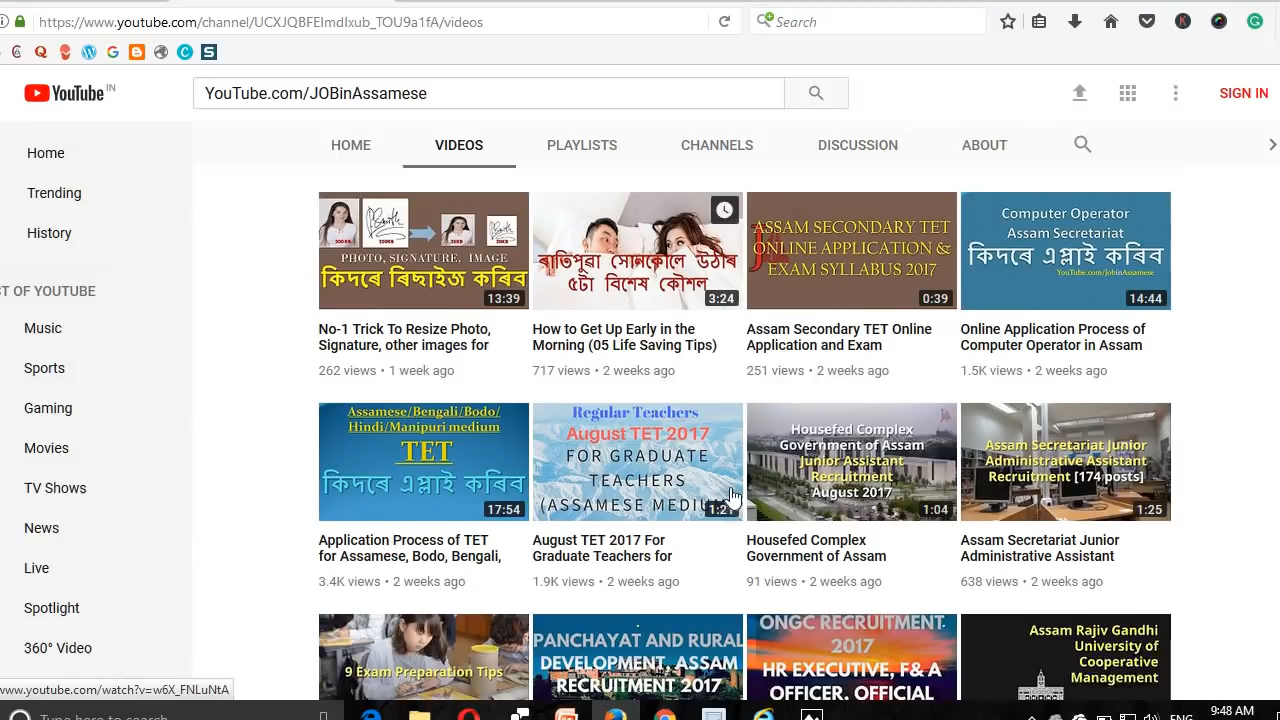 https://www.youtube.com/channel/UCXJQBFEImdIxub_TOU9a1fA/videos
Search
YouTube IN
YouTube.com/JOBinAssamese
SIGN IN
HOME
VIDEOS
PLAYLISTS
CHANNELS
DISCUSSION
ABOUT
Home
Trending
History
ST OF YOUTUBE
Music
Sports
Gaming
Movies
TV Shows
News
Live
Spotlight
360° Video
PHOTO, SIGNATURE, IMAGE
কিদৰে ৰিছাইজ কৰিব
13:39
No-1 Trick To Resize Photo,
Signature, other images for
262 views • 1 week ago
ৰাতিপুৱা সোনকালে উঠাৰ
৫টা বিশেষ কৌশল
3:24
How to Get Up Early in the
Morning (05 Life Saving Tips)
717 views • 2 weeks ago
ASSAM SECONDARY TET
ONLINE APPLICATION &
EXAM SYLLABUS 2017
0:39
Assam Secondary TET Online
Application and Exam
251 views • 2 weeks ago
Computer Operator
Assam Secretariat
কিদৰে এপ্লাই কৰিব
YouTube.com/JobinAssamese
14:44
Online Application Process of
Computer Operator in Assam
1.5K views • 2 weeks ago
Assamese/Bengali/Bodo/
Hindi/Manipuri medium
TET
কিদৰে এপ্লাই কৰিব
17:54
Application Process of TET
for Assamese, Bodo, Bengali,
3.4K views • 2 weeks ago
Regular Teachers
August TET 2017
FOR GRADUATE
TEACHERS
(ASSAMESE MEDIUM
1:21
August TET 2017 For
Graduate Teachers for
1.9K views • 2 weeks ago
Housefed Complex
Government of Assam
Junior Assistant
Recruitment
August 2017
1:04
Housefed Complex
Government of Assam
91 views • 2 weeks ago
Assam Secretariat Junior
Administrative Assistant
Recruitment [174 posts]
1:25
Assam Secretariat Junior
Administrative Assistant
638 views • 2 weeks ago
9 Exam Preparation Tips
PANCHAYAT AND RURAL
DEVELOPMENT, ASSAM
RECRUITMENT 2017
ONGC RECRUITMENT
2017
HR EXECUTIVE, F& A
OFFICER, OFFICIAL
Assam Rajiv Gandhi
University of
Cooperative
Management
www.youtube.com/watch?v=w6X_FNLuNtA
Type here to search
ENG
9:48 AM